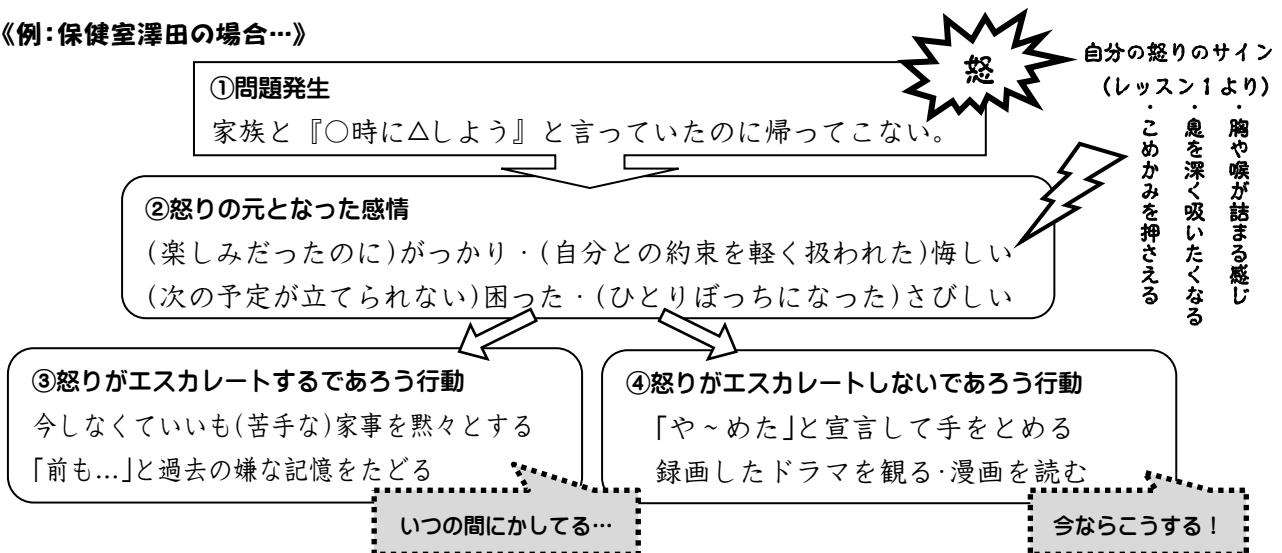 《例:保健室澤田の場合…》
怒
自分の怒りのサイン
(レッスン1より)
・胸や喉が詰まる感じ
・息を深く吸いたくなる
・こめかみを押さえる
①問題発生
家族と『○時に△しよう』と言っていたのに帰ってこない。
②怒りの元となった感情
(楽しみだったのに)がっかり・(自分との約束を軽く扱われた)悔しい
(次の予定が立てられない)困った・(ひとりぼっちになった)さびしい
③怒りがエスカレートするであろう行動
今しなくていいも(苦手な)家事を黙々とする
「前も…」と過去の嫌な記憶をたどる
いつの間にかしてる…
④怒りがエスカレートしないであろう行動
「や~めた」と宣言して手をとめる
録画したドラマを観る・漫画を読む
今ならこうする!